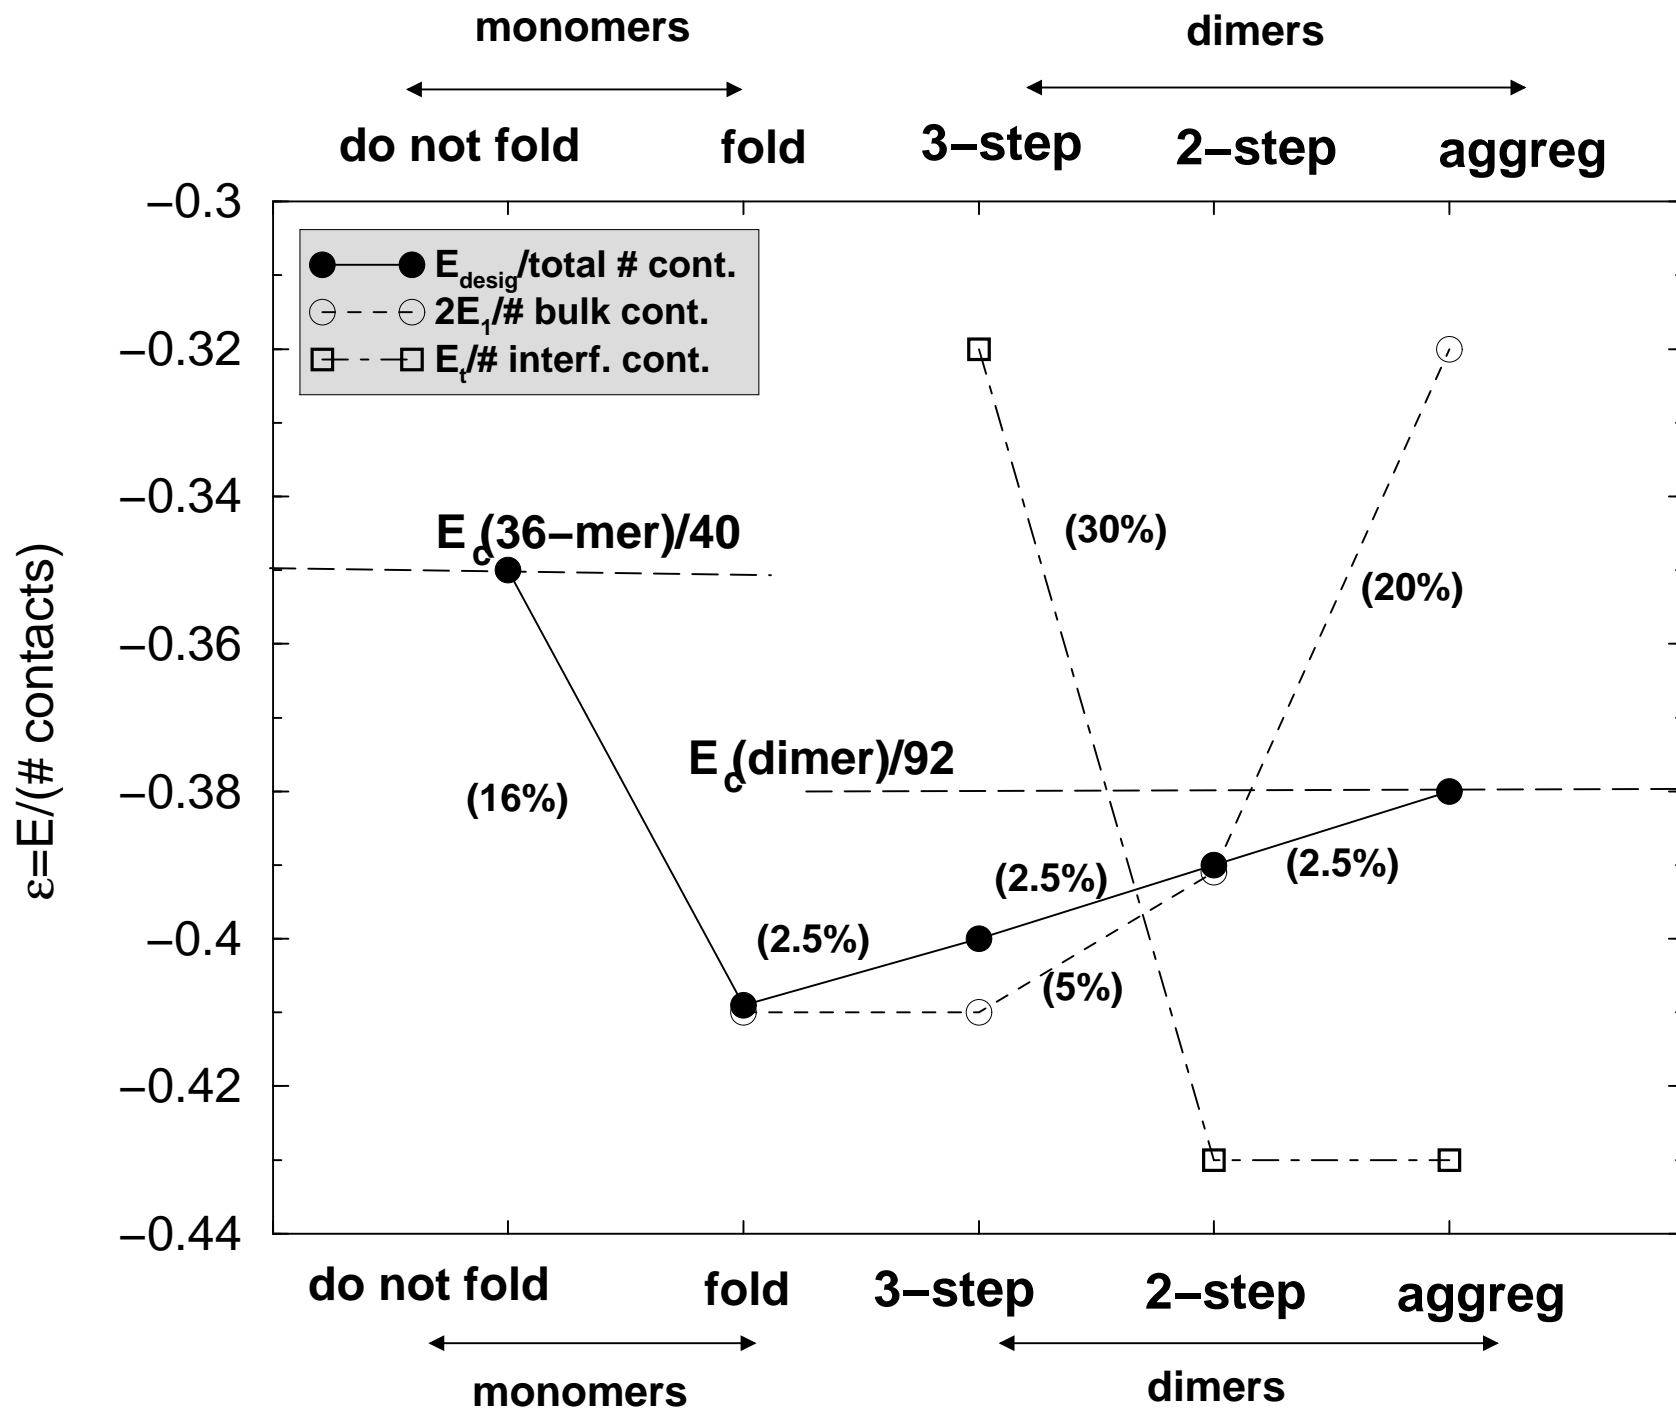 monomers
dimers
do not fold
fold
3−step
2−step
aggreg
−0.3
−0.32
−0.34
−0.36
−0.38
−0.4
−0.42
−0.44
ε=E/(# contacts)
E_desig/total # cont.
2E_1/# bulk cont.
E_t/# interf. cont.
E_c(36−mer)/40
(30%)
(20%)
E_c(dimer)/92
(16%)
(2.5%)
(2.5%)
(2.5%)
(5%)
do not fold
fold
3−step
2−step
aggreg
monomers
dimers